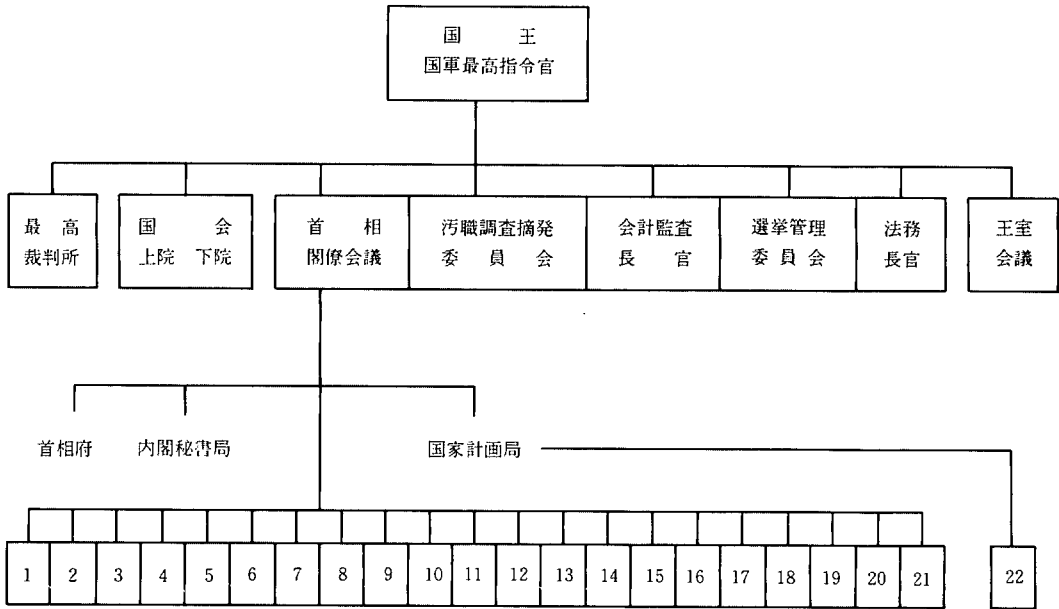 国 王
国軍最高指令官
最 高
裁判所
国 会
上院 下院
首 相
閣僚会議
汚職調査摘発
委 員 会
会計監査
長 官
選挙管理
委員会
法務
長官
王室
会議
首相府 内閣秘書局 国家計画局
1 2 3 4 5 6 7 8 9 10 11 12 13 14 15 16 17 18 19 20 21 22